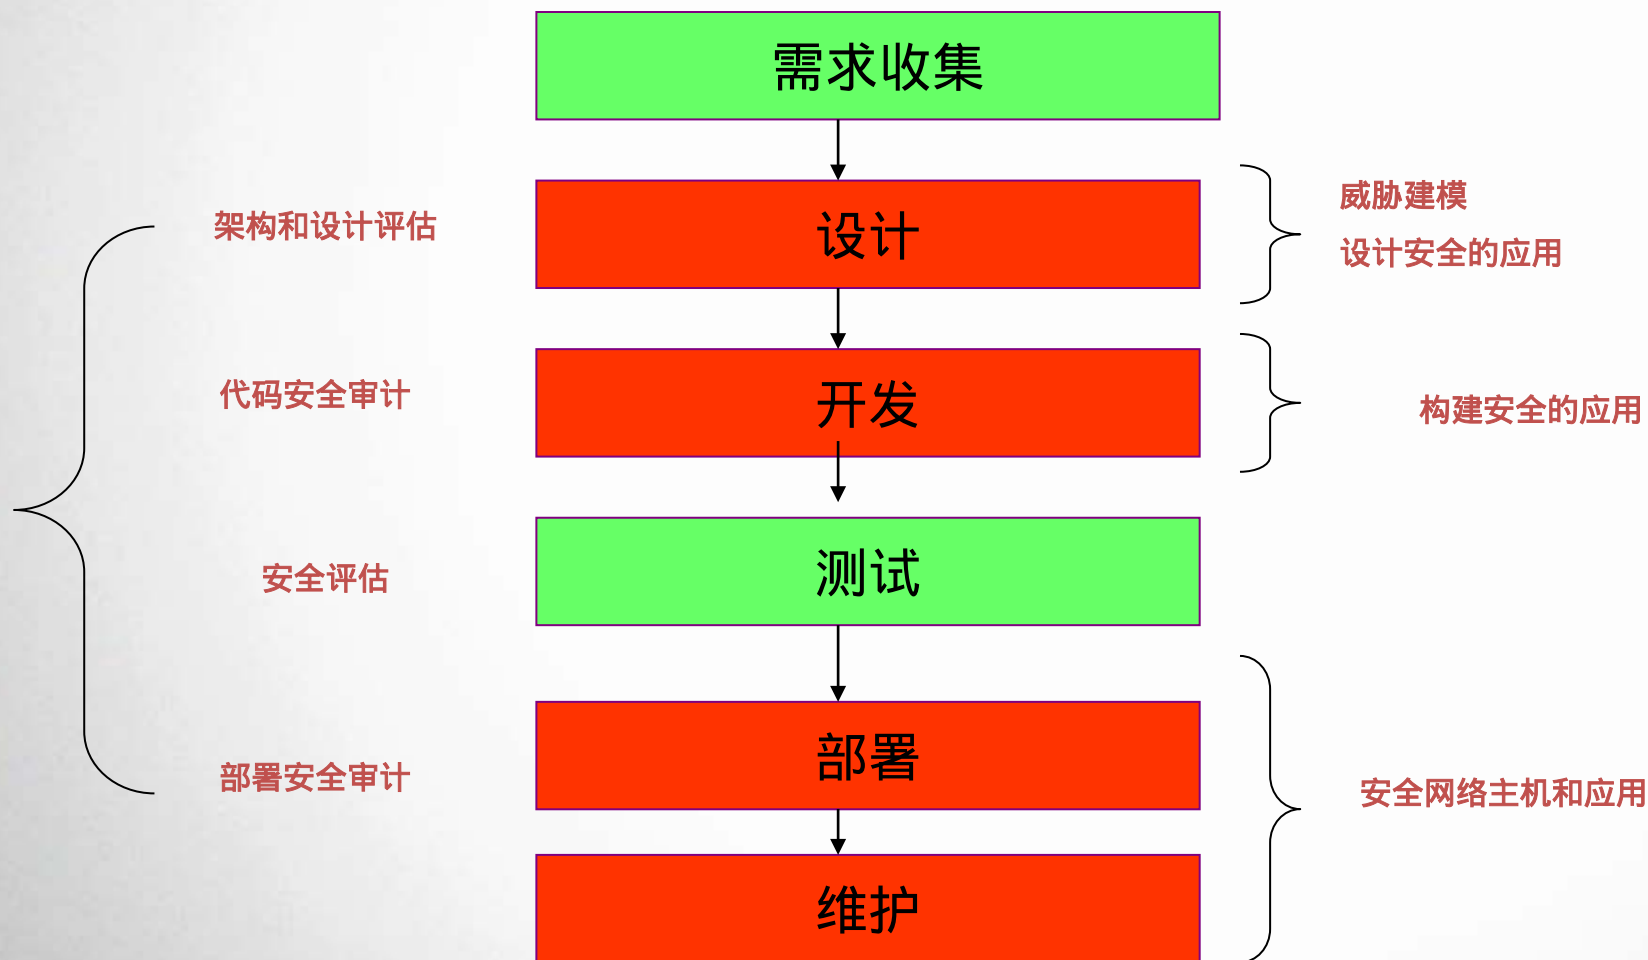 需求收集
架构和设计评估
设计
威胁建模
设计安全的应用
代码安全审计
开发
构建安全的应用
安全评估
测试
部署安全审计
部署
安全网络主机和应用
维护